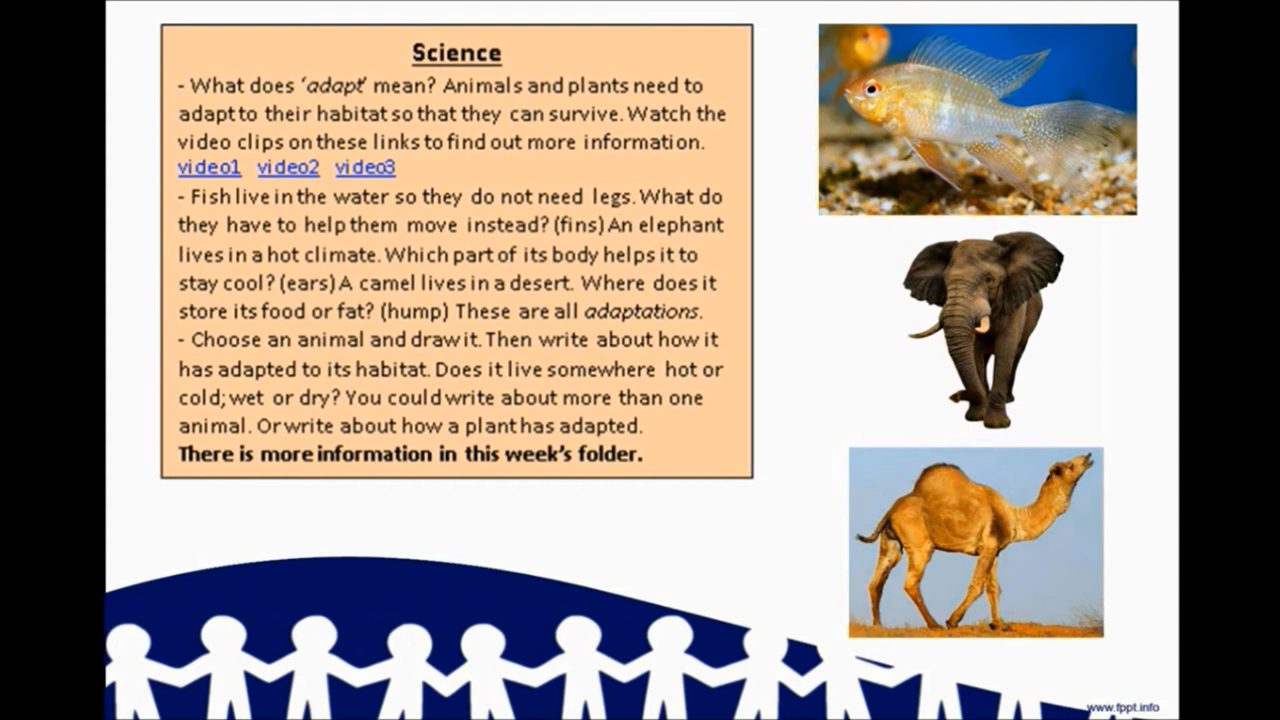 Science
- What does ‘adapt’ mean? Animals and plants need to
adapt to their habitat so that they can survive. Watch the
video clips on these links to find out more information.
video1 video2 video3
- Fish live in the water so they do not need legs. What do
they have to help them move instead? (fins) An elephant
lives in a hot climate. Which part of its body helps it to
stay cool? (ears) A camel lives in a desert. Where does it
store its food or fat? (hump) These are all adaptations.
- Choose an animal and draw it. Then write about how it
has adapted to its habitat. Does it live somewhere hot or
cold; wet or dry? You could write about more than one
animal. Or write about how a plant has adapted.
There is more information in this week’s folder.
www.fppt.info